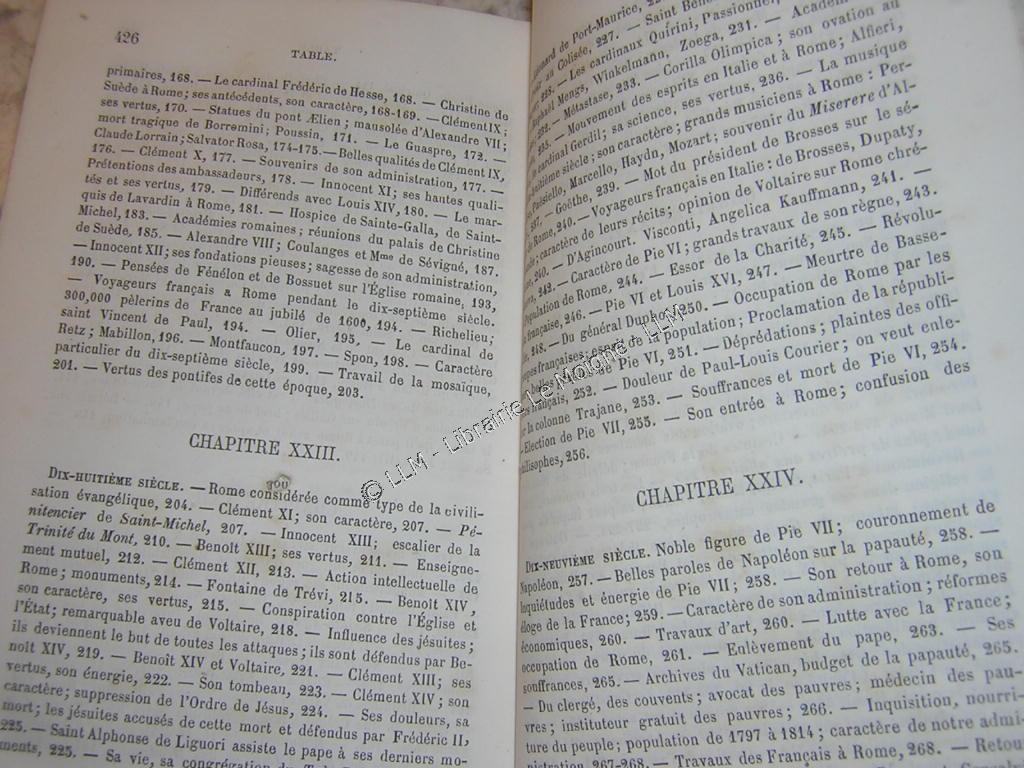 426
TABLE.
primaires, 168. — Le cardinal Frédéric de Hesse, 168. — Christine de
Suède à Rome; ses antécédents, son caractère, 168-169. — Clément IX;
ses vertus, 170. — Statues du pont Ælien; mausolée d'Alexandre VII;
mort tragique de Borromini; Poussin, 171. — Le Guaspre, 172. —
Claude Lorrain; Salvator Rosa, 174-175. — Belles qualités de Clément IX,
176. — Clément X, 177. — Souvenirs de son administration, 177. —
Prétentions des ambassadeurs, 178. — Innocent XI; ses hautes quali-
tés et ses vertus, 179. — Différends avec Louis XIV, 180. — Le mar-
quis de Lavardin à Rome, 181. — Hospice de Sainte-Galla, de Saint-
Michel, 183. — Académies romaines; réunions du palais de Christine
de Suède, 185. — Alexandre VIII; Coulanges et Mme de Sévigné, 187.
— Innocent XII; ses fondations pieuses; sagesse de son administration,
190. — Pensées de Fénélon et de Bossuet sur l'Église romaine, 193,
— Voyageurs français a Rome pendant le dix-septième siècle.
300,000 pèlerins de France au jubilé de 1600, 194. — Richelieu;
saint Vincent de Paul, 194. — Olier, 195, — Le cardinal de
Retz; Mabillon, 196. — Montfaucon, 197. — Spon, 198. — Caractère
particulier du dix-septième siècle, 199. — Travail de la mosaïque,
201. — Vertus des pontifes de cette époque, 203.
CHAPITRE XXIII.
DIX-HUITIÈME SIÈCLE. — Rome considérée comme type de la civili-
sation évangélique, 204. — Clément XI; son caractère, 207. — Pé-
nitencier de Saint-Michel, 207. — Innocent XIII; escalier de la
Trinité du Mont, 210. — Benoît XIII; ses vertus, 211. — Enseigne-
ment mutuel, 212. — Clément XII, 213. — Action intellectuelle de
Rome; monuments, 214. — Fontaine de Trévi, 215. — Benoît XIV,
son caractère, ses vertus, 215. — Conspiration contre l'Église et
l'État; remarquable aveu de Voltaire, 218. — Influence des jésuites;
ils deviennent le but de toutes les attaques; ils sont défendus par Be-
noît XIV, 219. — Benoît XIV et Voltaire, 221. — Clément XIII; ses
vertus, son énergie, 222. — Son tombeau, 223. — Clément XIV; son
caractère; suppression de l'Ordre de Jésus, 224. — Ses douleurs, sa
mort; les jésuites accusés de cette mort et défendus par Frédéric II,
225. — Saint Alphonse de Liguori assiste le pape à ses derniers mo-
ments, 225. — Sa vie, sa congrégation du
de Port-Maurice, 22 — Saint Ben
au Colisée, 227. — Saint
228. — Les cardinaux Quirini, Passionnei
Raphaël Mengs, Winkelmann, Zoega, 231. — Académ
232. — Métastase, 233. — Corilla Olimpica; son ovation au
235. — Mouvement des esprits en Italie et à Rome; Alfieri,
cardinal Gerdil; sa science, ses vertus, 236. — La musique
huitième siècle; son caractère; grands musiciens à Rome: Per-
Paësiello, Marcello, Haydn, Mozart; souvenir du Miserere d'Al-
237. — Goëthe, 239. — Mot du président de Brosses sur le sé-
de Rome, 240. — Voyageurs français en Italie: de Brosses, Dupaty,
caractère de leurs récits; opinion de Voltaire sur Rome chré-
240. — D'Agincourt. Visconti, Angelica Kauffmann, 241. —
242. — Caractère de Pie VI; grands travaux de son règne, 243.
Population de Rome, 244. — Essor de la Charité, 245. — Révolu-
française, 246. — Pie VI et Louis XVI, 247. — Meurtre de Basse-
248. — Du général Duphot, 250. — Occupation de Rome par les
françaises; de la population; Proclamation de la républi-
de Pie VI, 251. — Déprédations; plaintes des offi-
français, 252. — Douleur de Paul-Louis Courier; on veut enle-
la colonne Trajane, 253. — Souffrances et mort de Pie VI, 254.
— Election de Pie VII, 255. — Son entrée à Rome; confusion des
philosophes, 256.
CHAPITRE XXIV.
DIX-NEUVIÈME SIÈCLE. Noble figure de Pie VII; couronnement de
Napoléon, 257. — Belles paroles de Napoléon sur la papauté, 258. —
Inquiétudes et énergie de Pie VII; 258. — Son retour à Rome, son
éloge de la France; 259. — Caractère de son administration; réformes
économiques, 260. — Travaux d'art, 260. — Lutte avec la France;
occupation de Rome, 261. — Enlèvement du pape, 263. — Ses
souffrances, 265. — Archives du Vatican, budget de la papauté, 265.
— Du clergé, des couvents; avocat des pauvres; médecin des pau-
vres; instituteur gratuit des pauvres; 266. — Inquisition, nourri-
ture du peuple; population de 1797 à 1814; caractère de notre admi-
nistration, 267-268. — Travaux des Français à Rome, 268. — Retou
© LLM - Librairie Le Moine - LLM